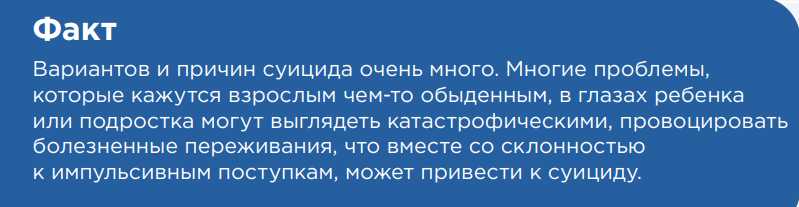 Факт
Вариантов и причин суицида очень много. Многие проблемы,
которые кажутся взрослым чем-то обыденным, в глазах ребенка
или подростка могут выглядеть катастрофическими, провоцировать
болезненные переживания, что вместе со склонностью
к импульсивным поступкам, может привести к суициду.